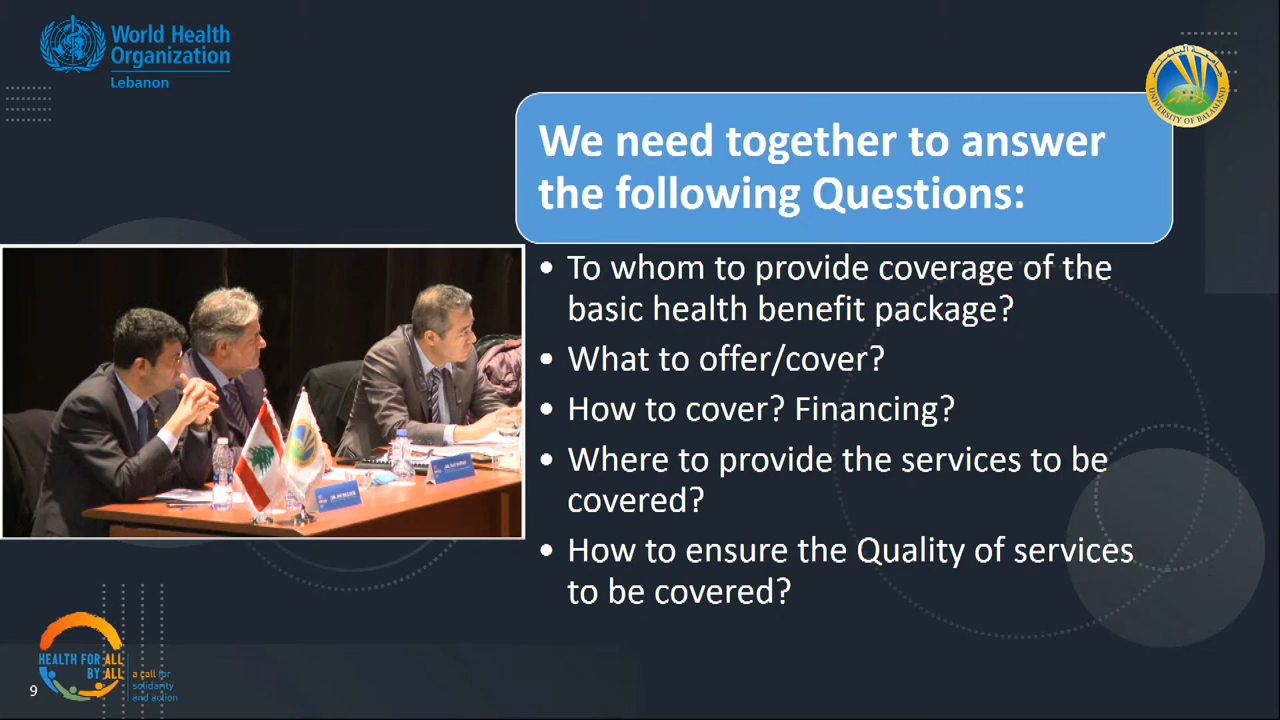 World Health
Organization
Lebanon
UNIVERSITY OF BALAMAND
We need together to answer
the following Questions:
• To whom to provide coverage of the
basic health benefit package?
• What to offer/cover?
• How to cover? Financing?
• Where to provide the services to be
covered?
• How to ensure the Quality of services
to be covered?
HEALTH FOR ALL
BY ALL
a call for
solidarity
and action
9